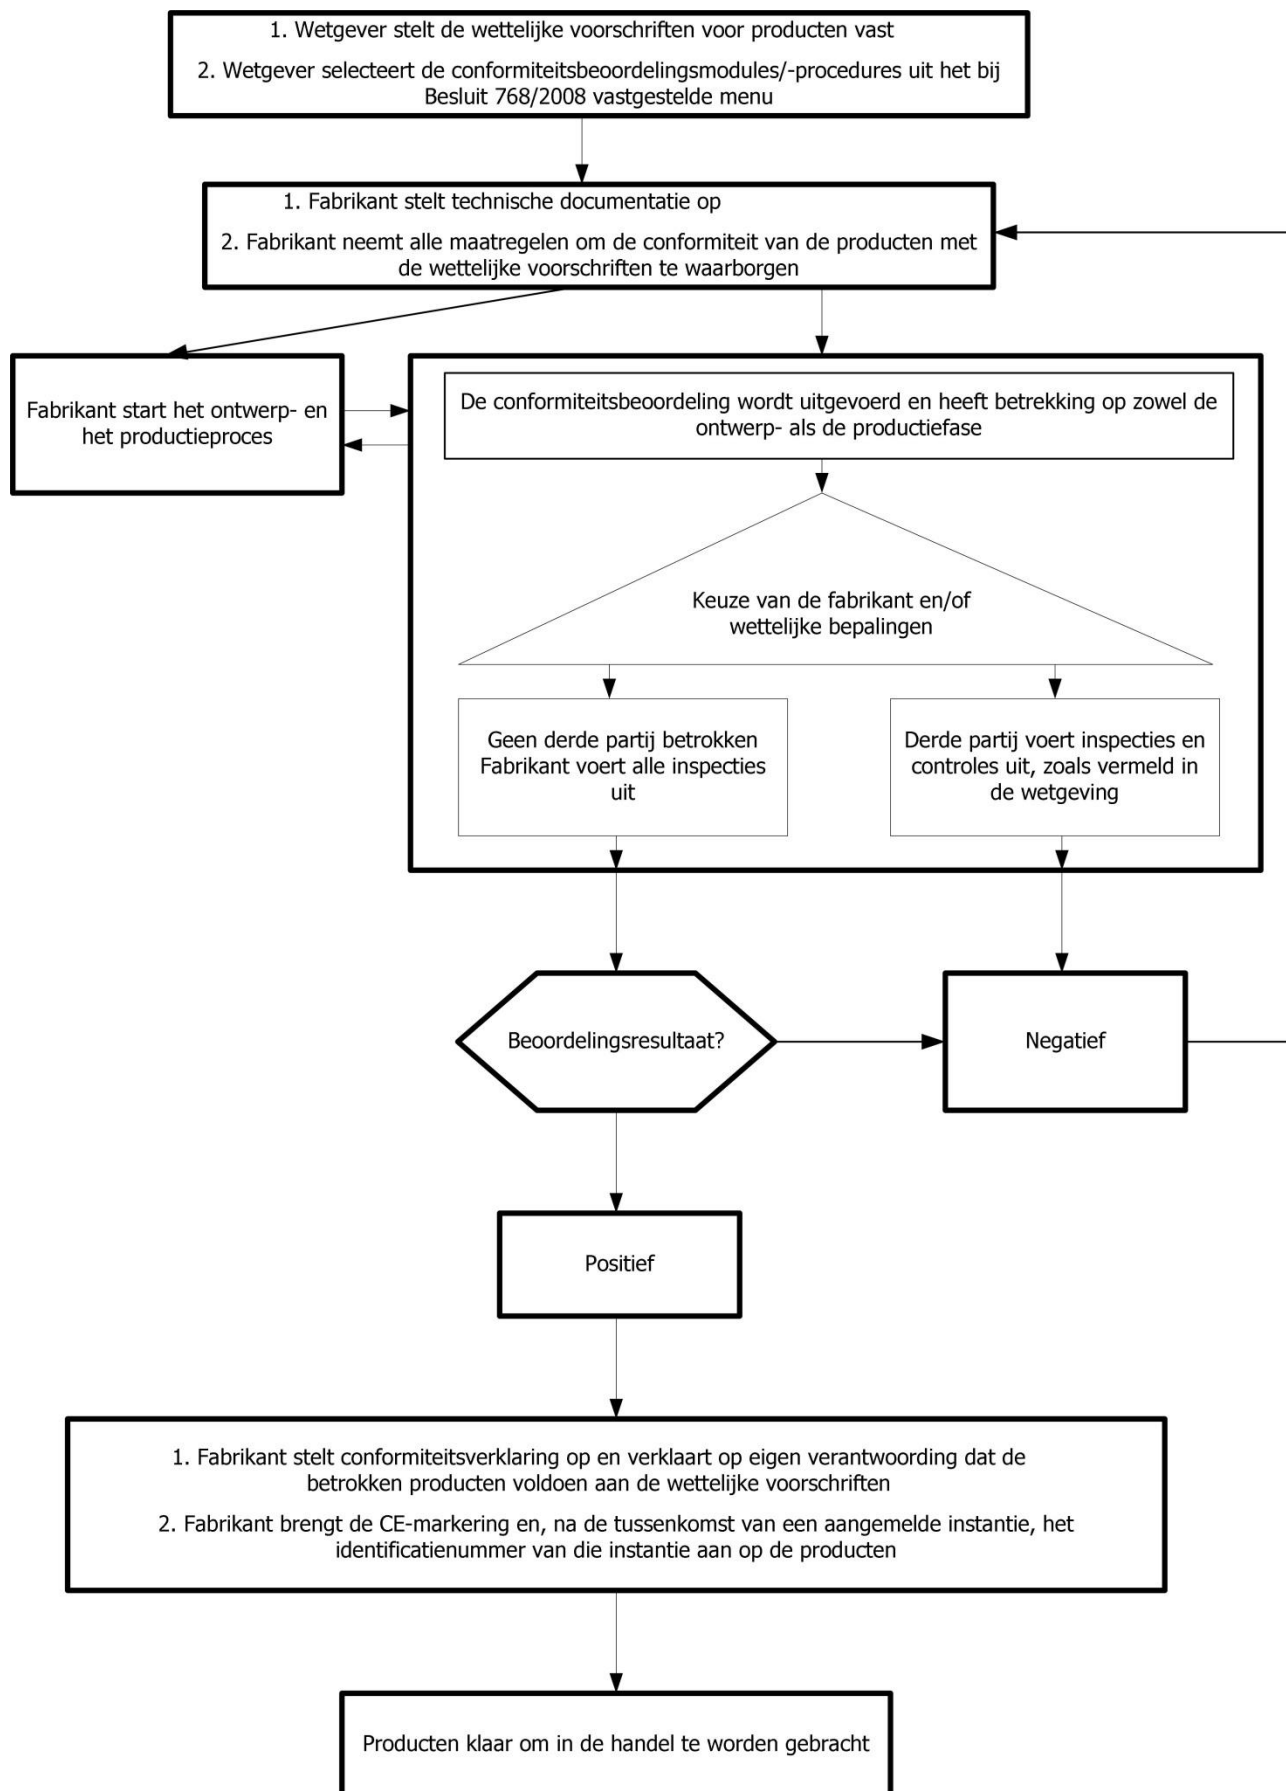 1. Wetgever stelt de wettelijke voorschriften voor producten vast
2. Wetgever selecteert de conformiteitsbeoordelingsmodules/-procedures uit het bij
Besluit 768/2008 vastgestelde menu
1. Fabrikant stelt technische documentatie op
2. Fabrikant neemt alle maatregelen om de conformiteit van de producten met
de wettelijke voorschriften te waarborgen
Fabrikant start het ontwerp- en
het productieproces
De conformiteitsbeoordeling wordt uitgevoerd en heeft betrekking op zowel de
ontwerp- als de productiefase
Keuze van de fabrikant en/of
wettelijke bepalingen
Geen derde partij betrokken
Fabrikant voert alle inspecties
uit
Derde partij voert inspecties en
controles uit, zoals vermeld in
de wetgeving
Beoordelingsresultaat?
Negatief
Positief
1. Fabrikant stelt conformiteitsverklaring op en verklaart op eigen verantwoording dat de
betrokken producten voldoen aan de wettelijke voorschriften
2. Fabrikant brengt de CE-markering en, na de tussenkomst van een aangemelde instantie, het
identificatienummer van die instantie aan op de producten
Producten klaar om in de handel te worden gebracht